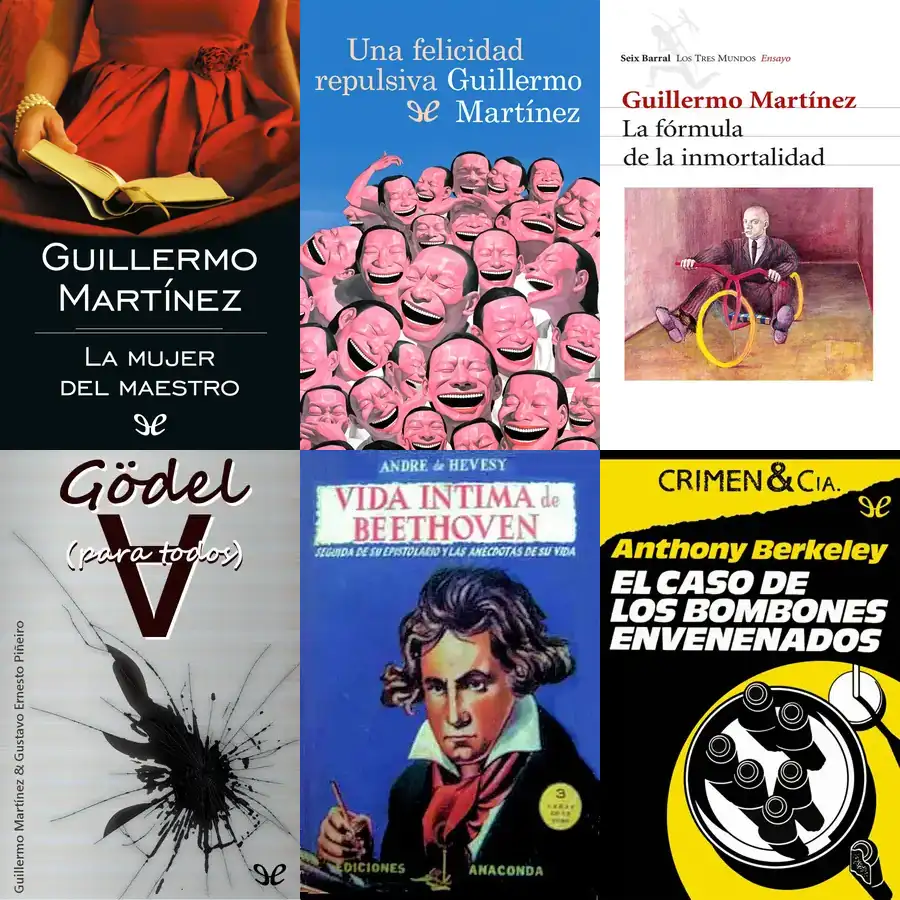 GUILLERMO
MARTÍNEZ
LA MUJER
DEL MAESTRO
Una felicidad
repulsiva Guillermo
Martínez
Seix Barral LOS TRES MUNDOS Ensayo
Guillermo Martínez
La fórmula
de la inmortalidad
Gödel
(para todos)
Guillermo Martínez & Gustavo Ernesto Piñeiro
ANDRE de HEVESY
VIDA INTIMA de
BEETHOVEN
SEGUIDA DE SU EPISTOLARIO Y LAS ANECDOTAS DE SU VIDA
3
EDICIONES ANACONDA
CRIMEN & CIA.
Anthony Berkeley
EL CASO DE
LOS BOMBONES
ENVENENADOS